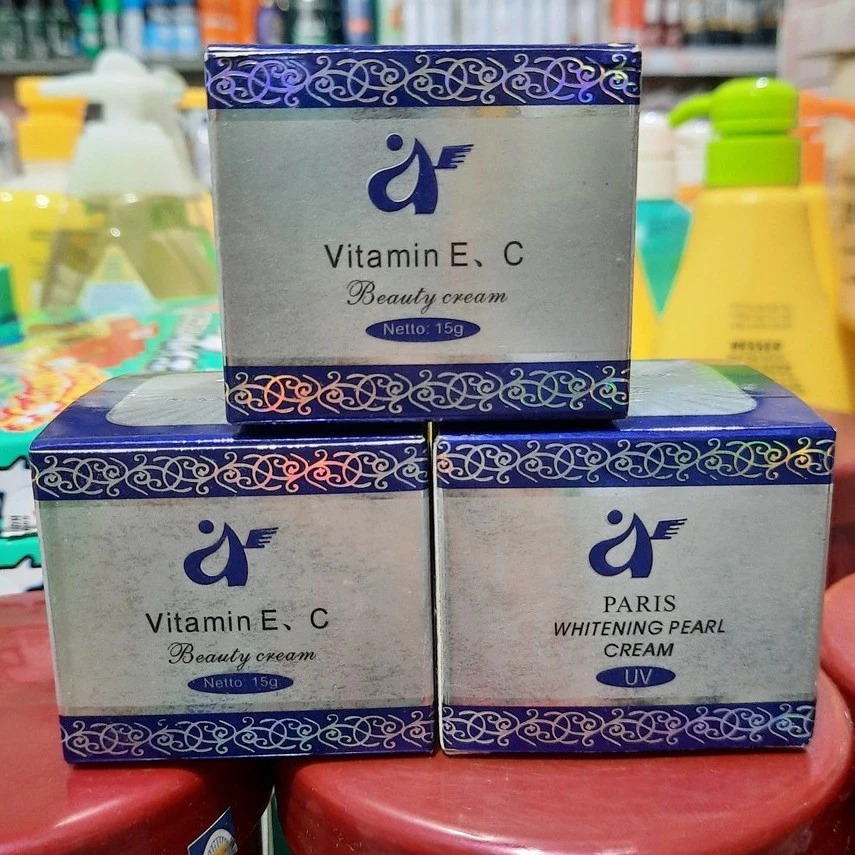 Vitamin E、C
Beauty cream
Netto: 15g
Vitamin E、C
Beauty cream
Netto: 15g
PARIS
WHITENING PEARL
CREAM
UV